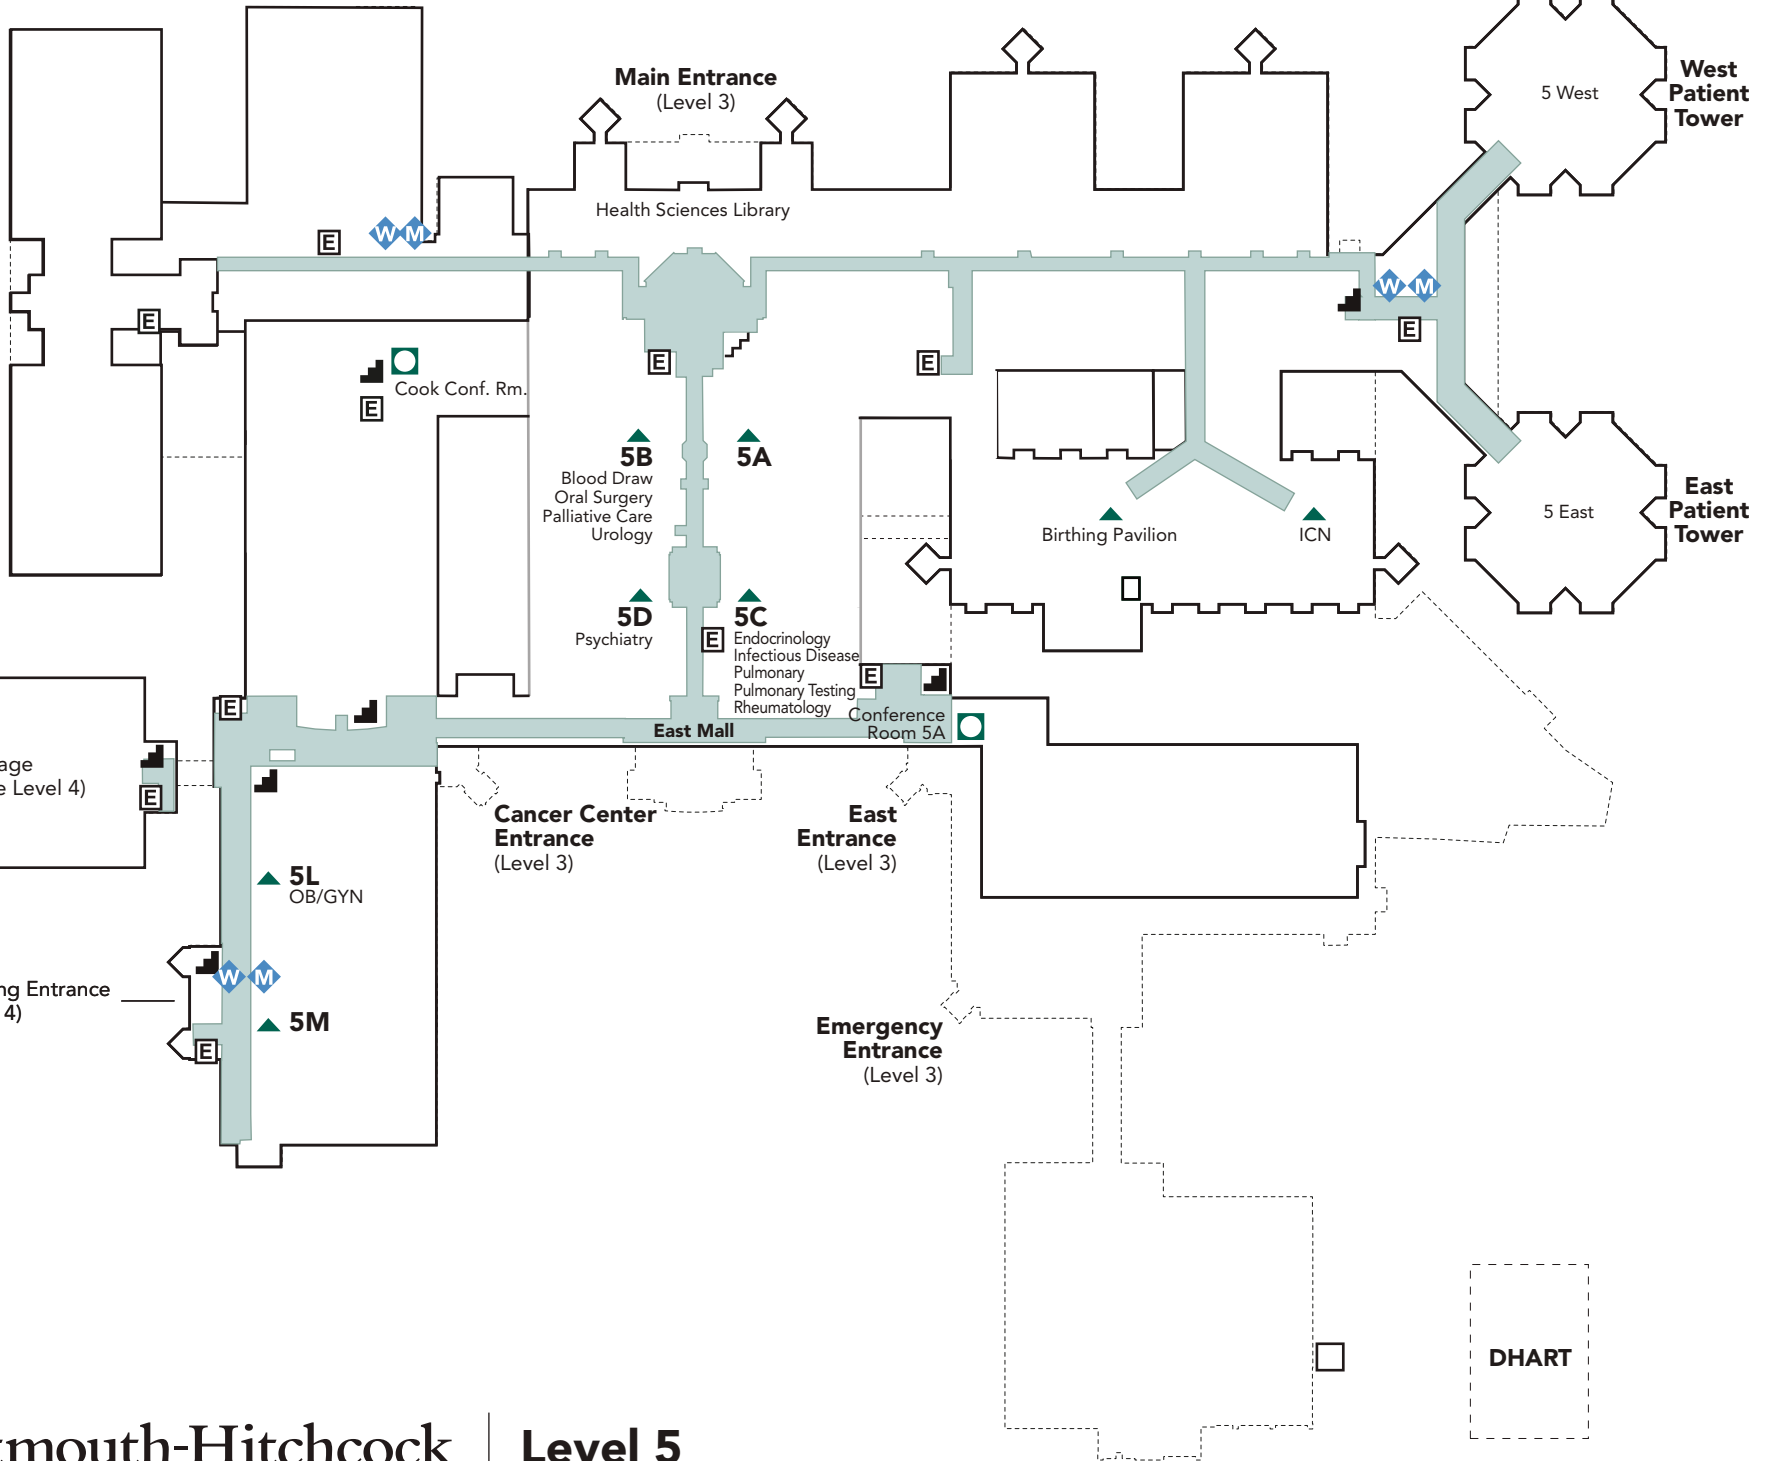 Main Entrance
(Level 3)
West
Patient
Tower
5 West
Health Sciences Library
E
W M
W M
E
E
E
E
Cook Conf. Rm.
E
5B
Blood Draw
Oral Surgery
Palliative Care
Urology
5A
Birthing Pavilion
ICN
5 East
East
Patient
Tower
5D
Psychiatry
5C
E
Endocrinology
Infectious Disease
Pulmonary
Pulmonary Testing
Rheumatology
E
E
Conference
Room 5A
East Mall
age
e Level 4)
E
Cancer Center
Entrance
(Level 3)
East
Entrance
(Level 3)
5L
OB/GYN
W M
ng Entrance
4)
5M
E
Emergency
Entrance
(Level 3)
DHART
tmouth-Hitchcock
Level 5